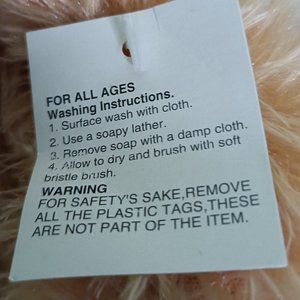 FOR ALL AGES
Washing Instructions.
1. Surface wash with cloth.
2. Use a soapy lather.
3. Remove soap with a damp cloth.
4. Allow to dry and brush with soft
bristle brush.
WARNING
FOR SAFETY'S SAKE,REMOVE
ALL THE PLASTIC TAGS,THESE
ARE NOT PART OF THE ITEM.